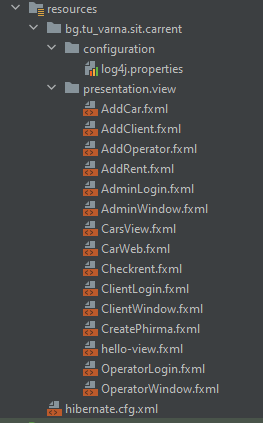 resources
bg.tu_varna.sit.carrent
configuration
log4j.properties
presentation.view
AddCar.fxml
AddClient.fxml
AddOperator.fxml
AddRent.fxml
AdminLogin.fxml
AdminWindow.fxml
CarsView.fxml
CarWeb.fxml
Checkrent.fxml
ClientLogin.fxml
ClientWindow.fxml
CreatePhirma.fxml
hello-view.fxml
OperatorLogin.fxml
OperatorWindow.fxml
hibernate.cfg.xml